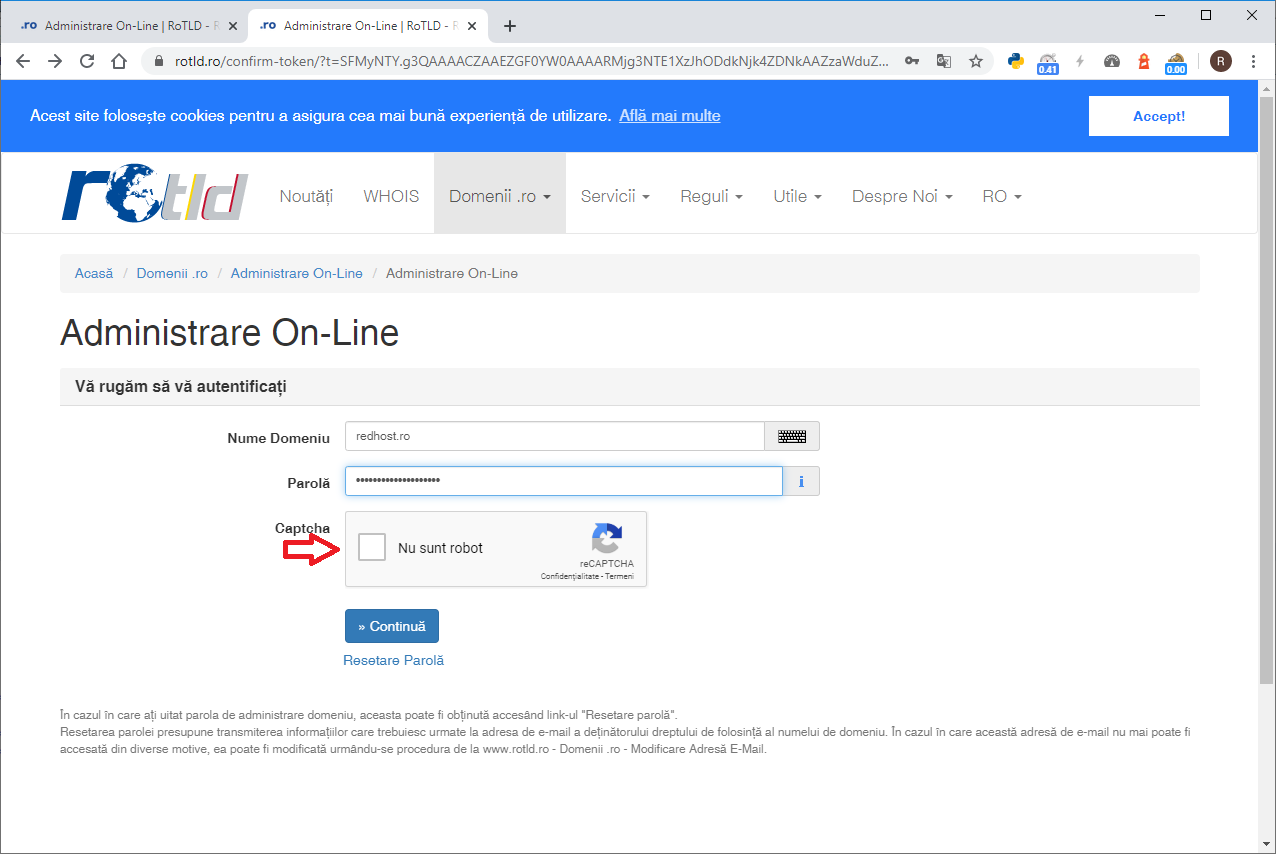 .ro Administrare On-Line | RoTLD - R
.ro Administrare On-Line | RoTLD - R
rotld.ro/confirm-token/?t=SFMyNTY.g3QAAAACZAAEZGF0YW0AAAARMjg3NTE1XzJhODdkNjk4ZDNkAAZzaWduZ...
0.41
0.00
R
Acest site folosește cookies pentru a asigura cea mai bună experiență de utilizare. Află mai multe
Accept!
rotld
Noutăți WHOIS Domenii .ro Servicii Reguli Utile Despre Noi RO
Acasă / Domenii .ro / Administrare On-Line / Administrare On-Line
Administrare On-Line
Vă rugăm să vă autentificați
Nume Domeniu redhost.ro
Parolă
i
Captcha
Nu sunt robot
reCAPTCHA
Confidențialitate - Termeni
» Continuă
Resetare Parolă
În cazul în care ați uitat parola de administrare domeniu, aceasta poate fi obținută accesând link-ul "Resetare parolă".
Resetarea parolei presupune transmiterea informațiilor care trebuiesc urmate la adresa de e-mail a deținătorului dreptului de folosință al numelui de domeniu. În cazul în care această adresă de e-mail nu mai poate fi
accesată din diverse motive, ea poate fi modificată urmându-se procedura de la www.rotld.ro - Domenii .ro - Modificare Adresă E-Mail.